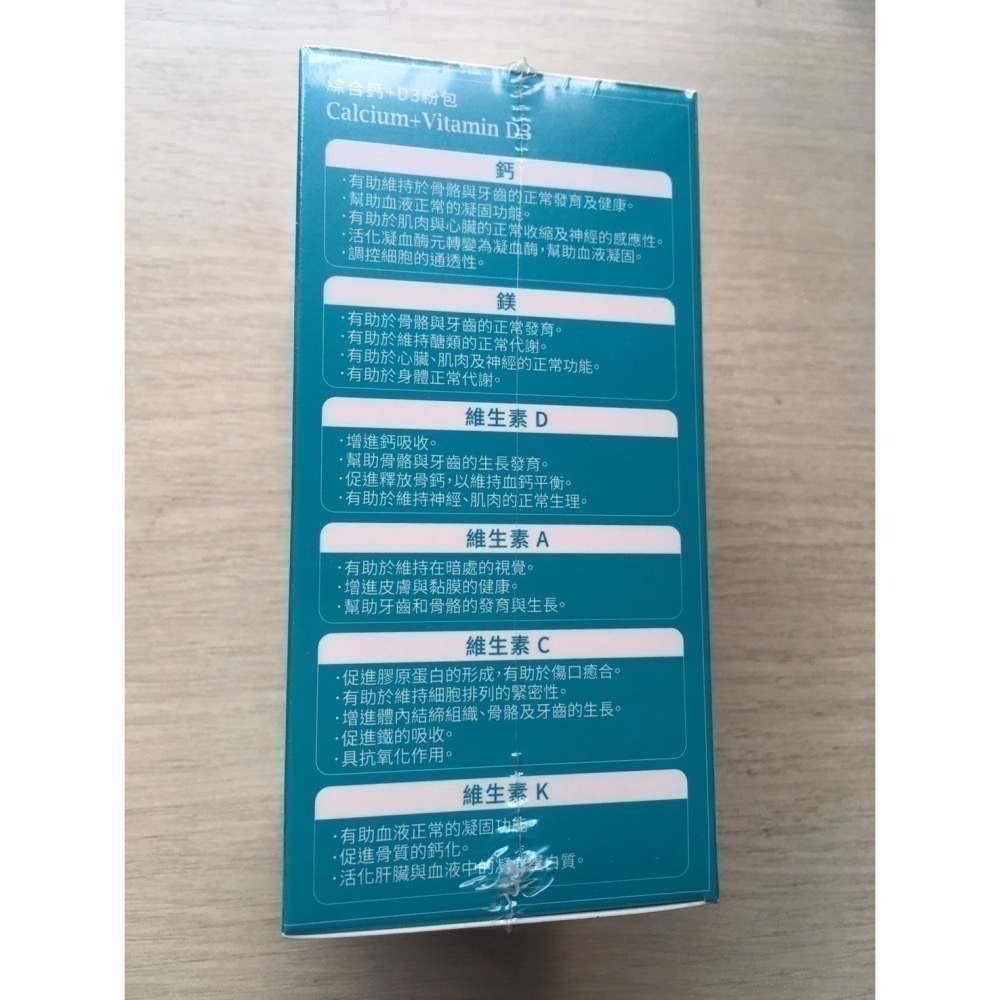 綜合鈣+D3粉包
Calcium+Vitamin D3
鈣
·有助維持於骨骼與牙齒的正常發育及健康。
·幫助血液正常的凝固功能。
·有助於肌肉與心臟的正常收縮及神經的感應性。
·活化凝血酶元轉變為凝血酶,幫助血液凝固。
·調控細胞的通透性。
鎂
·有助於骨骼與牙齒的正常發育。
·有助於維持醣類的正常代謝。
·有助於心臟、肌肉及神經的正常功能。
·有助於身體正常代謝。
維生素 D
·增進鈣吸收。
·幫助骨骼與牙齒的生長發育。
·促進釋放骨鈣,以維持血鈣平衡。
·有助於維持神經、肌肉的正常生理。
維生素 A
·有助於維持在暗處的視覺。
·增進皮膚與黏膜的健康。
·幫助牙齒和骨骼的發育與生長。
維生素 C
·促進膠原蛋白的形成,有助於傷口癒合。
·有助於維持細胞排列的緊密性。
·增進體內結締組織、骨骼及牙齒的生長。
·促進鐵的吸收。
·具抗氧化作用。
維生素 K
·有助血液正常的凝固功能
·促進骨質的鈣化。
·活化肝臟與血液中的凝血蛋白質。